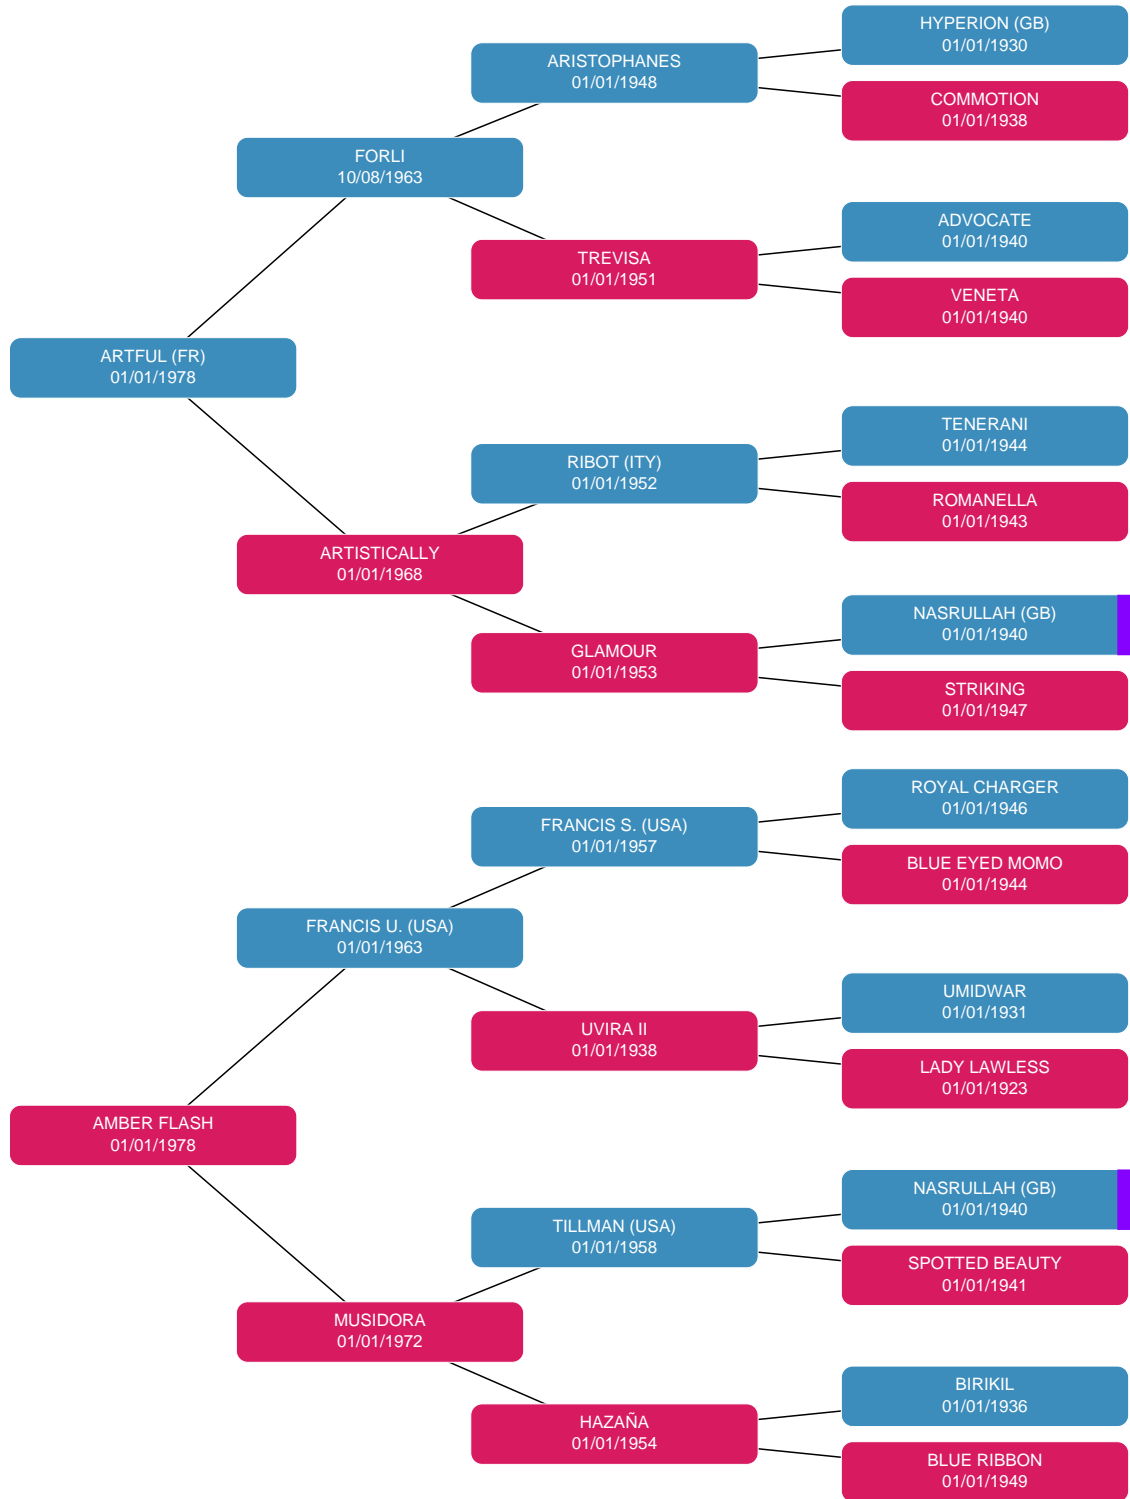 HYPERION (GB)
01/01/1930
ARISTOPHANES
01/01/1948
COMMOTION
01/01/1938
FORLI
10/08/1963
ADVOCATE
01/01/1940
TREVISA
01/01/1951
VENETA
01/01/1940
ARTFUL (FR)
01/01/1978
TENERANI
01/01/1944
RIBOT (ITY)
01/01/1952
ROMANELLA
01/01/1943
ARTISTICALLY
01/01/1968
NASRULLAH (GB)
01/01/1940
GLAMOUR
01/01/1953
STRIKING
01/01/1947
ROYAL CHARGER
01/01/1946
FRANCIS S. (USA)
01/01/1957
BLUE EYED MOMO
01/01/1944
FRANCIS U. (USA)
01/01/1963
UMIDWAR
01/01/1931
UVIRA II
01/01/1938
LADY LAWLESS
01/01/1923
AMBER FLASH
01/01/1978
NASRULLAH (GB)
01/01/1940
TILLMAN (USA)
01/01/1958
SPOTTED BEAUTY
01/01/1941
MUSIDORA
01/01/1972
BIRIKIL
01/01/1936
HAZAÑA
01/01/1954
BLUE RIBBON
01/01/1949